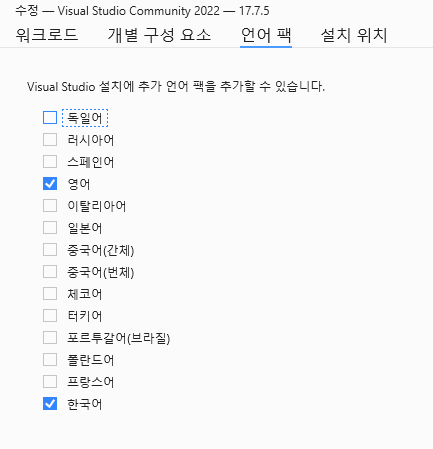 수정 — Visual Studio Community 2022 — 17.7.5
워크로드 개별 구성 요소 언어 팩 설치 위치
Visual Studio 설치에 추가 언어 팩을 추가할 수 있습니다.
독일어
러시아어
스페인어
영어
이탈리아어
일본어
중국어(간체)
중국어(번체)
체코어
터키어
포르투갈어(브라질)
폴란드어
프랑스어
한국어